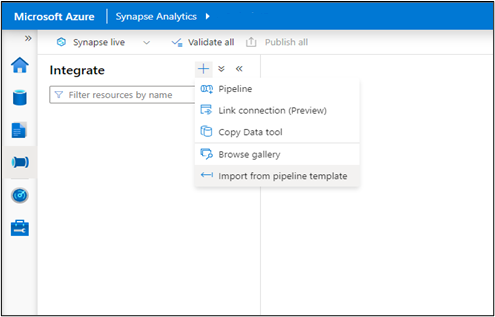 Microsoft Azure Synapse Analytics
Synapse live Validate all Publish all
Integrate
Filter resources by name
Pipeline
Link connection (Preview)
Copy Data tool
Browse gallery
Import from pipeline template